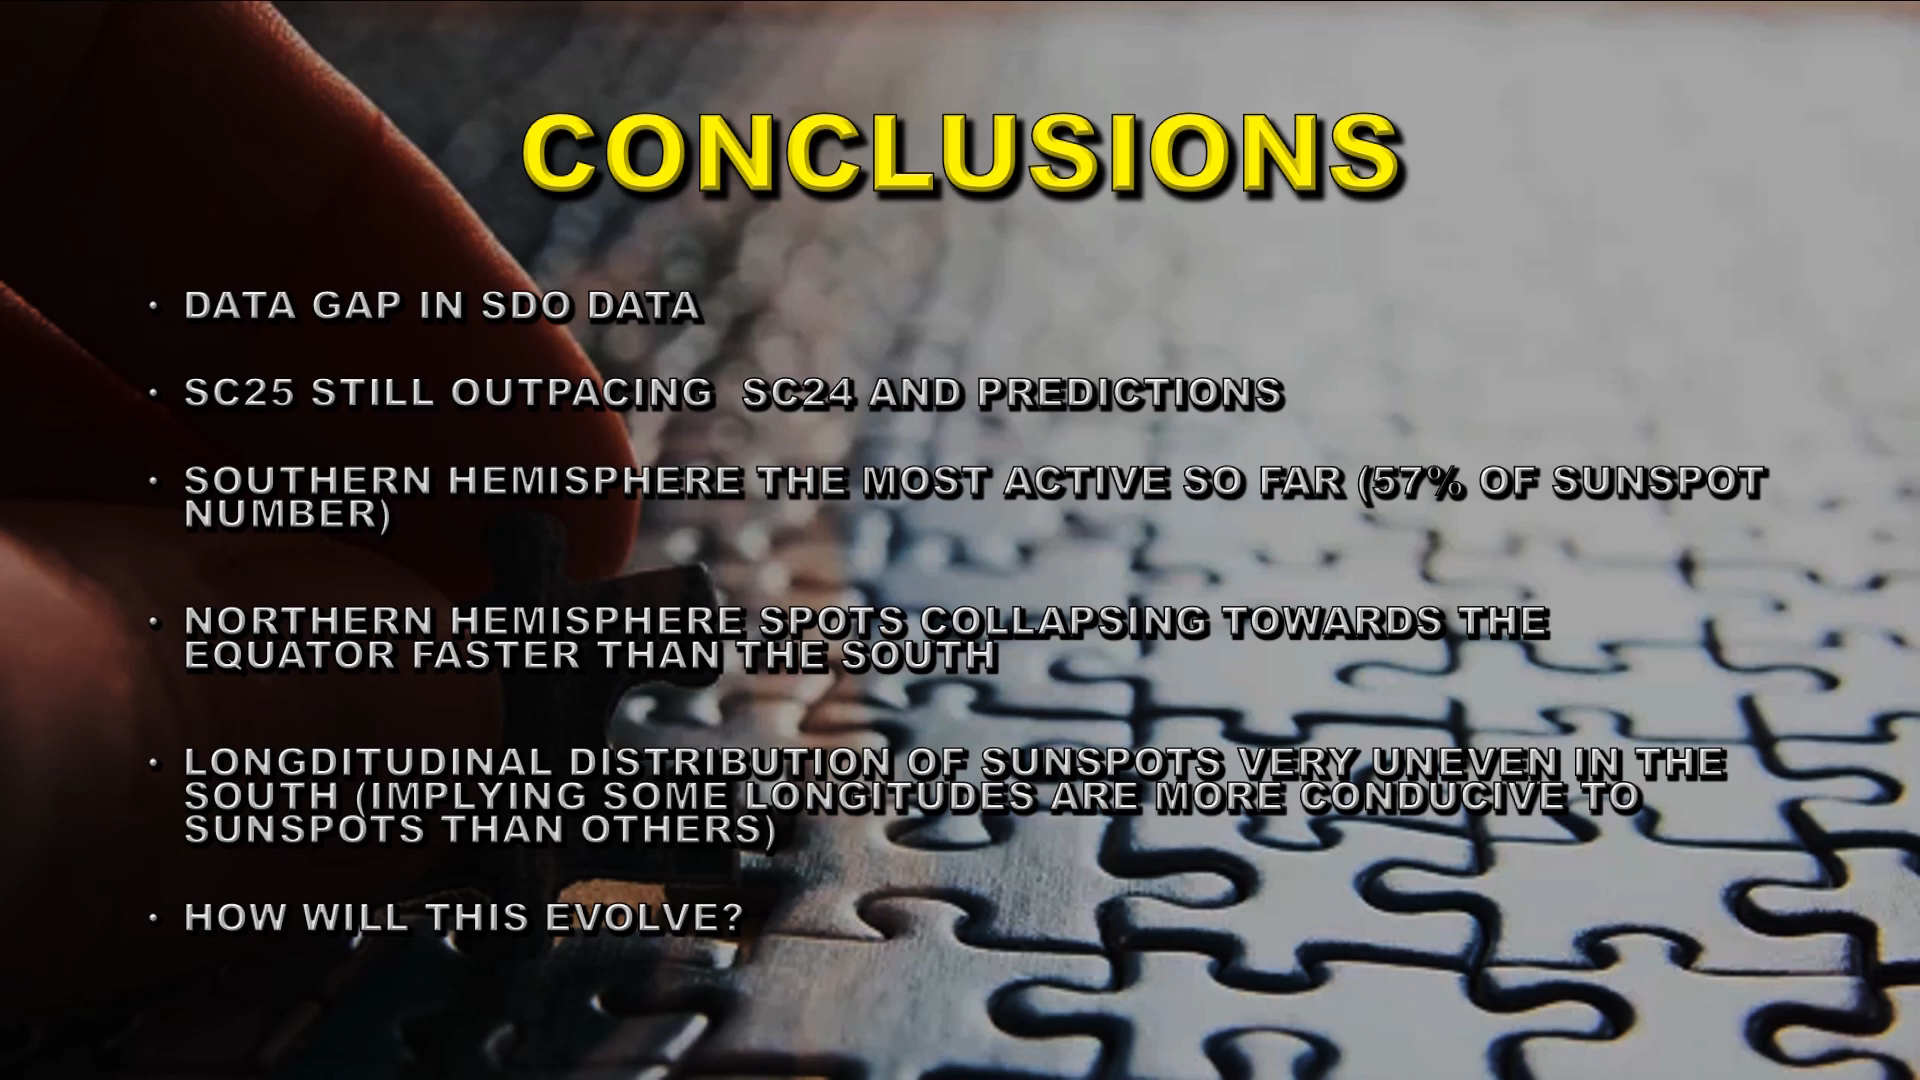 CONCLUSIONS
• DATA GAP IN SDO DATA
• SC25 STILL OUTPACING  SC24 AND PREDICTIONS
• SOUTHERN HEMISPHERE THE MOST ACTIVE SO FAR (57% OF SUNSPOT
NUMBER)
• NORTHERN HEMISPHERE SPOTS COLLAPSING TOWARDS THE
EQUATOR FASTER THAN THE SOUTH
• LONGDITUDINAL DISTRIBUTION OF SUNSPOTS VERY UNEVEN IN THE
SOUTH (IMPLYING SOME LONGITUDES ARE MORE CONDUCIVE TO
SUNSPOTS THAN OTHERS)
• HOW WILL THIS EVOLVE?